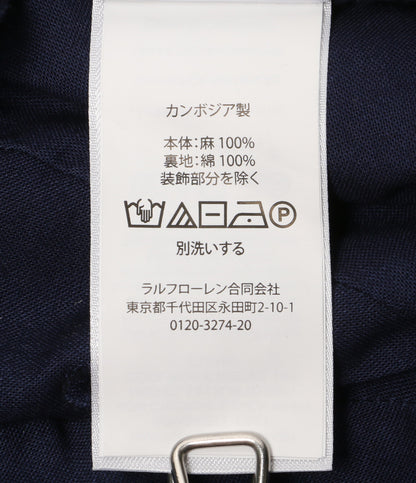 カンボジア製
本体：麻 100%
裏地：綿 100%
装飾部分を除く
P
別洗いする
ラルフローレン合同会社
東京都千代田区永田町2-10-1
0120-3274-20